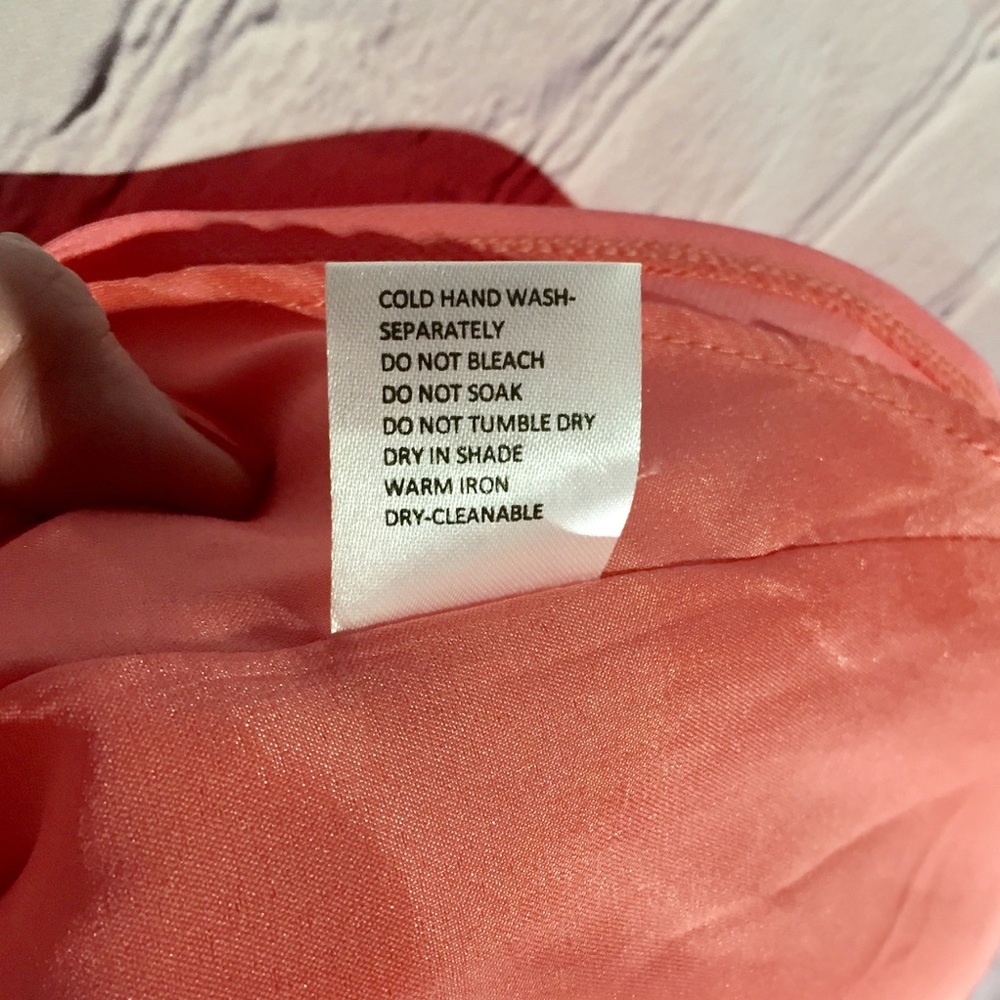 COLD HAND WASH-
SEPARATELY
DO NOT BLEACH
DO NOT SOAK
DO NOT TUMBLE DRY
DRY IN SHADE
WARM IRON
DRY-CLEANABLE